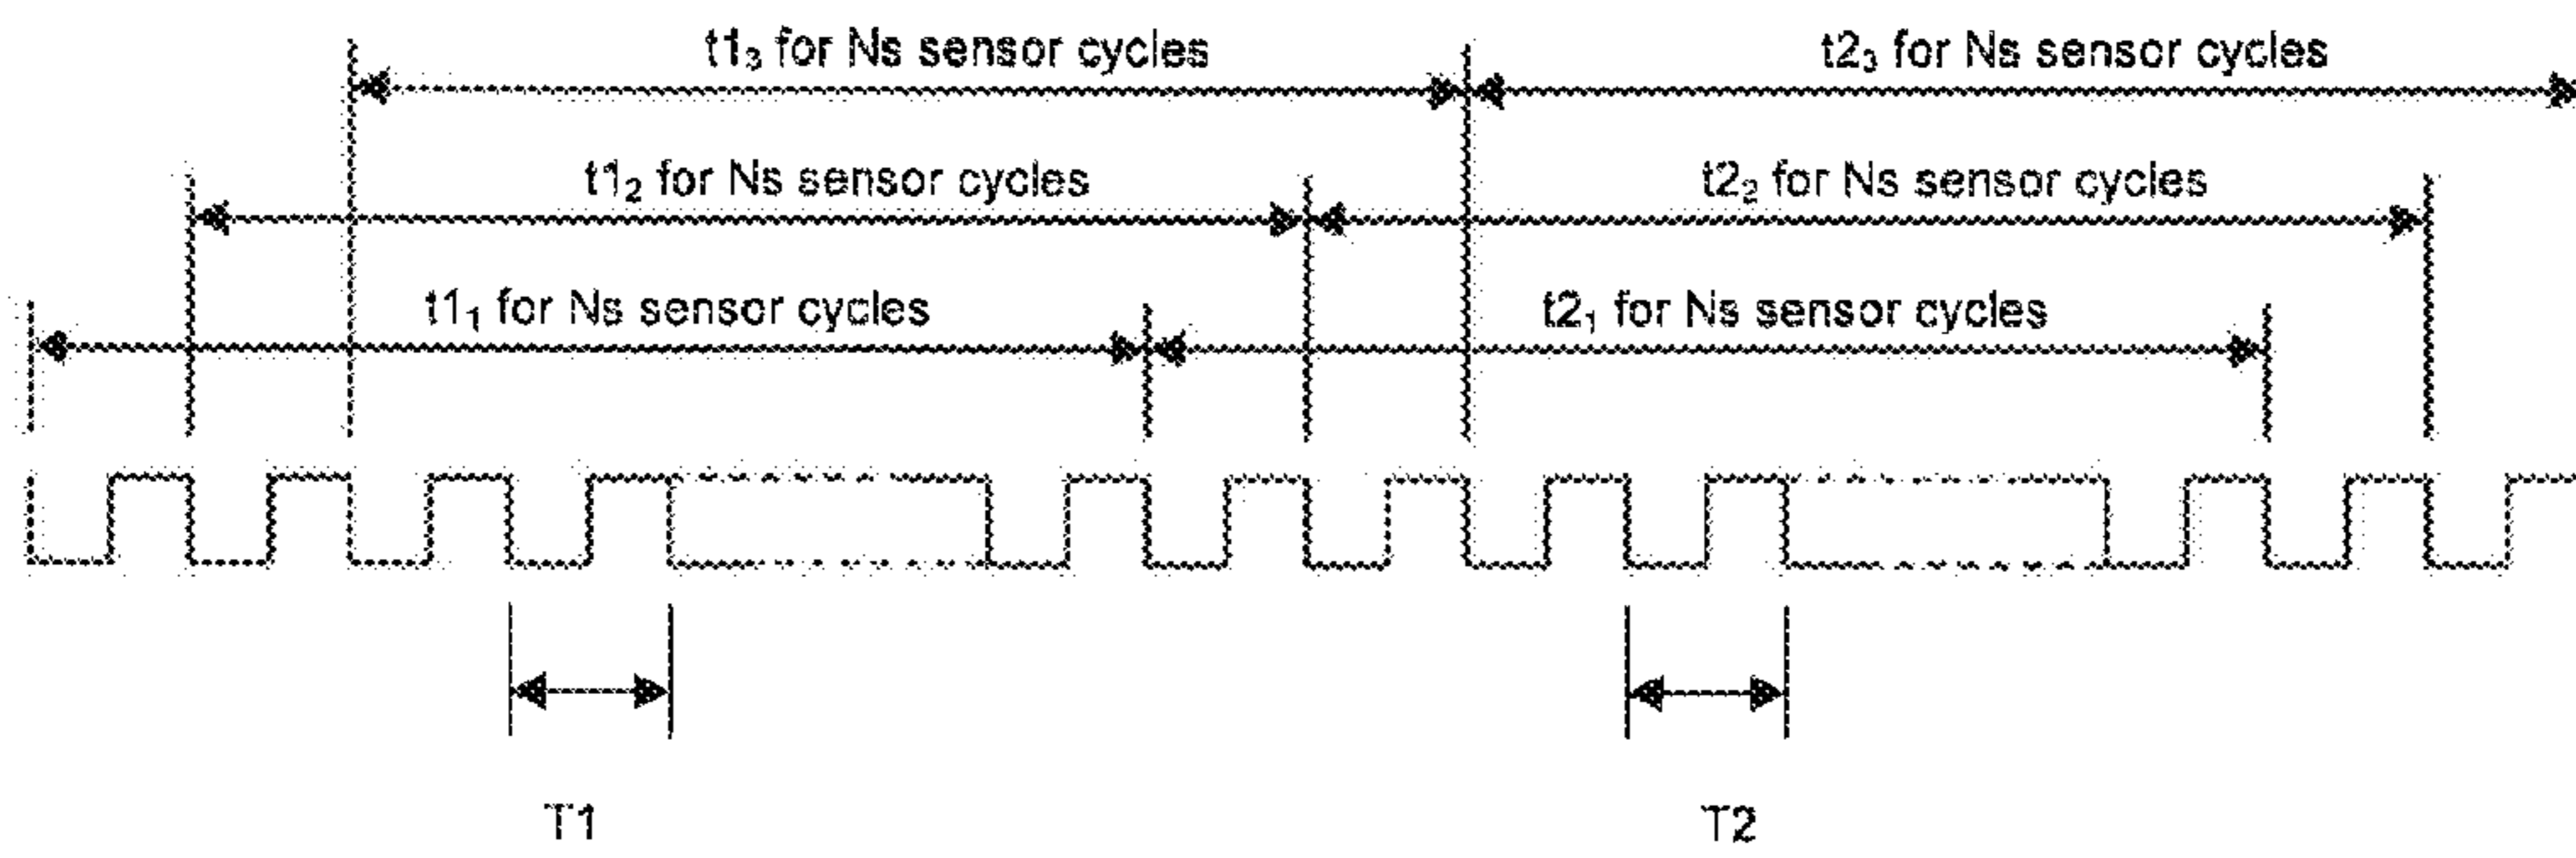 t1₃ for Ns sensor cycles t2₃ for Ns sensor cycles
t1₂ for Ns sensor cycles t2₂ for Ns sensor cycles
t1₁ for Ns sensor cycles t2₁ for Ns sensor cycles
T1 T2